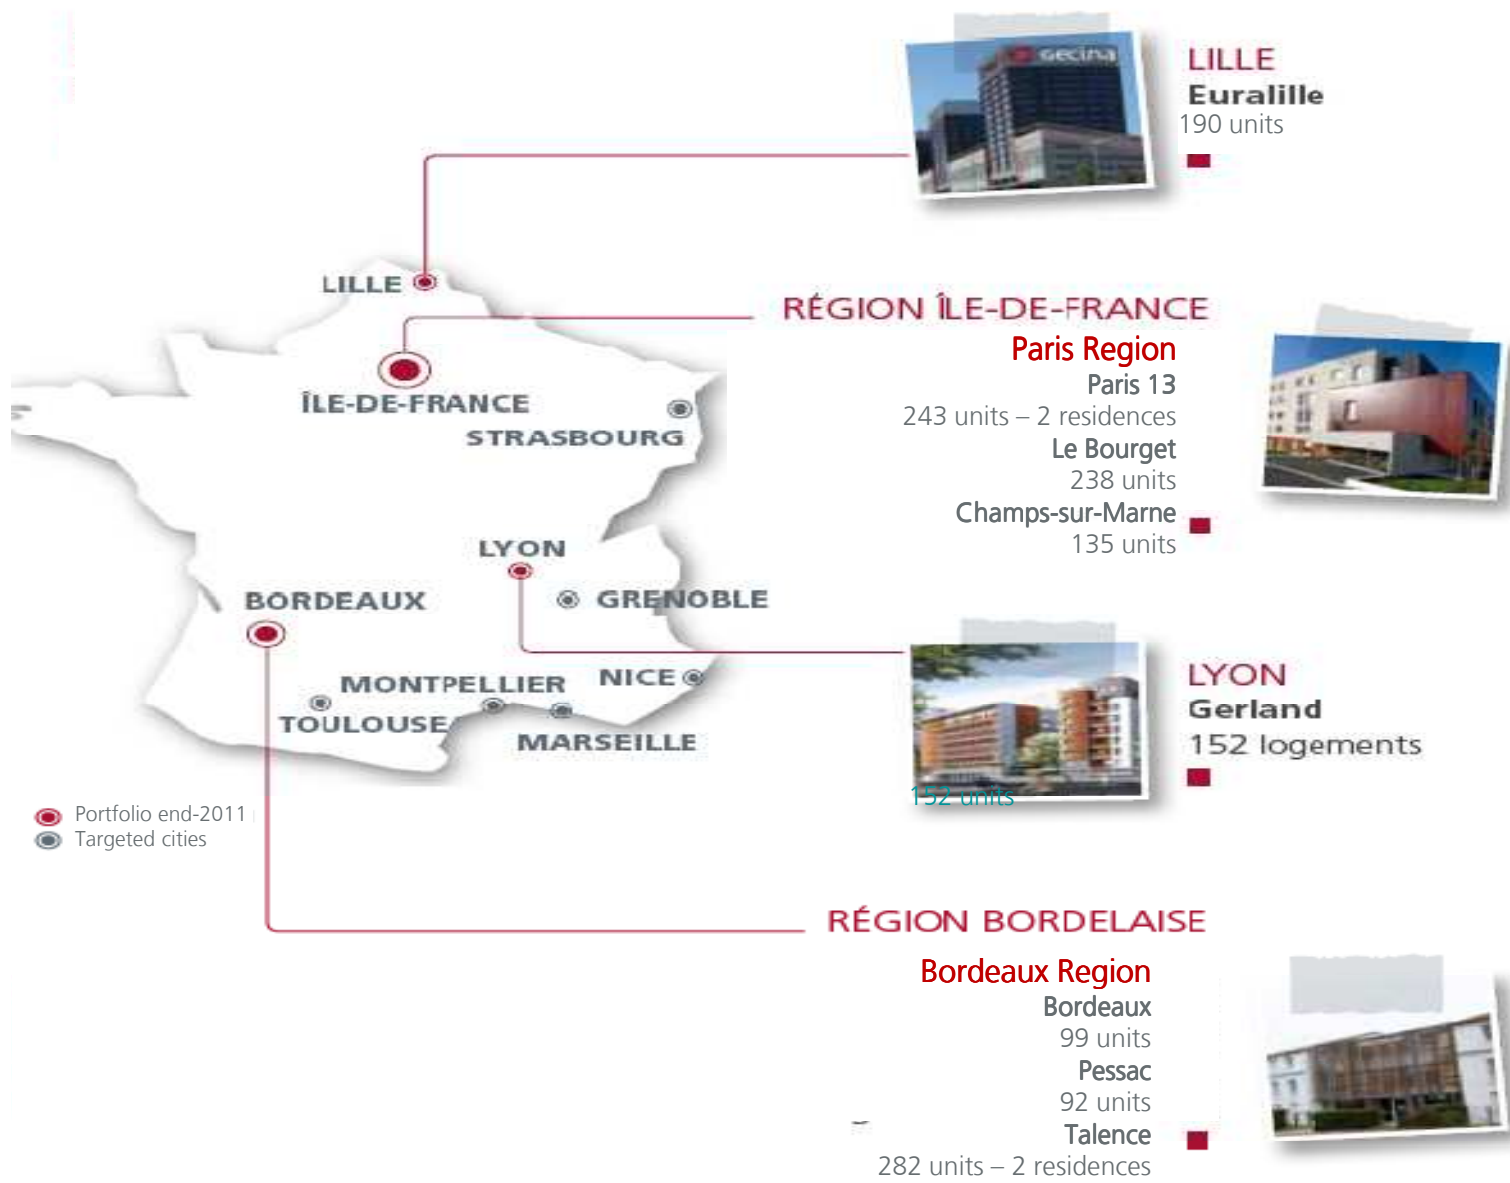 gecina
LILLE
Euralille
190 units
LILLE
RÉGION ÎLE-DE-FRANCE
Paris Region
Paris 13
243 units – 2 residences
Le Bourget
238 units
Champs-sur-Marne
135 units
ÎLE-DE-FRANCE
STRASBOURG
LYON
BORDEAUX
GRENOBLE
MONTPELLIER
NICE
TOULOUSE
MARSEILLE
LYON
Gerland
152 logements
152 units
Portfolio end-2011
Targeted cities
RÉGION BORDELAISE
Bordeaux Region
Bordeaux
99 units
Pessac
92 units
Talence
282 units – 2 residences